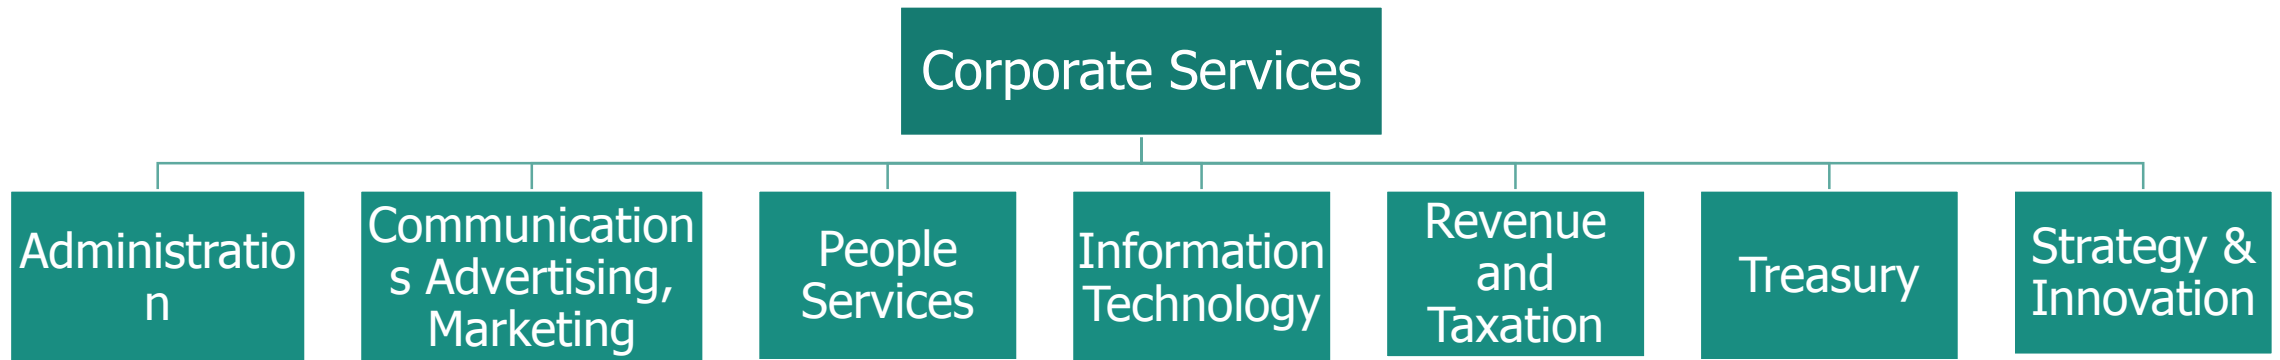 Corporate Services
Administratio
n
Communication
s Advertising,
Marketing
People
Services
Information
Technology
Revenue
and
Taxation
Treasury
Strategy &
Innovation